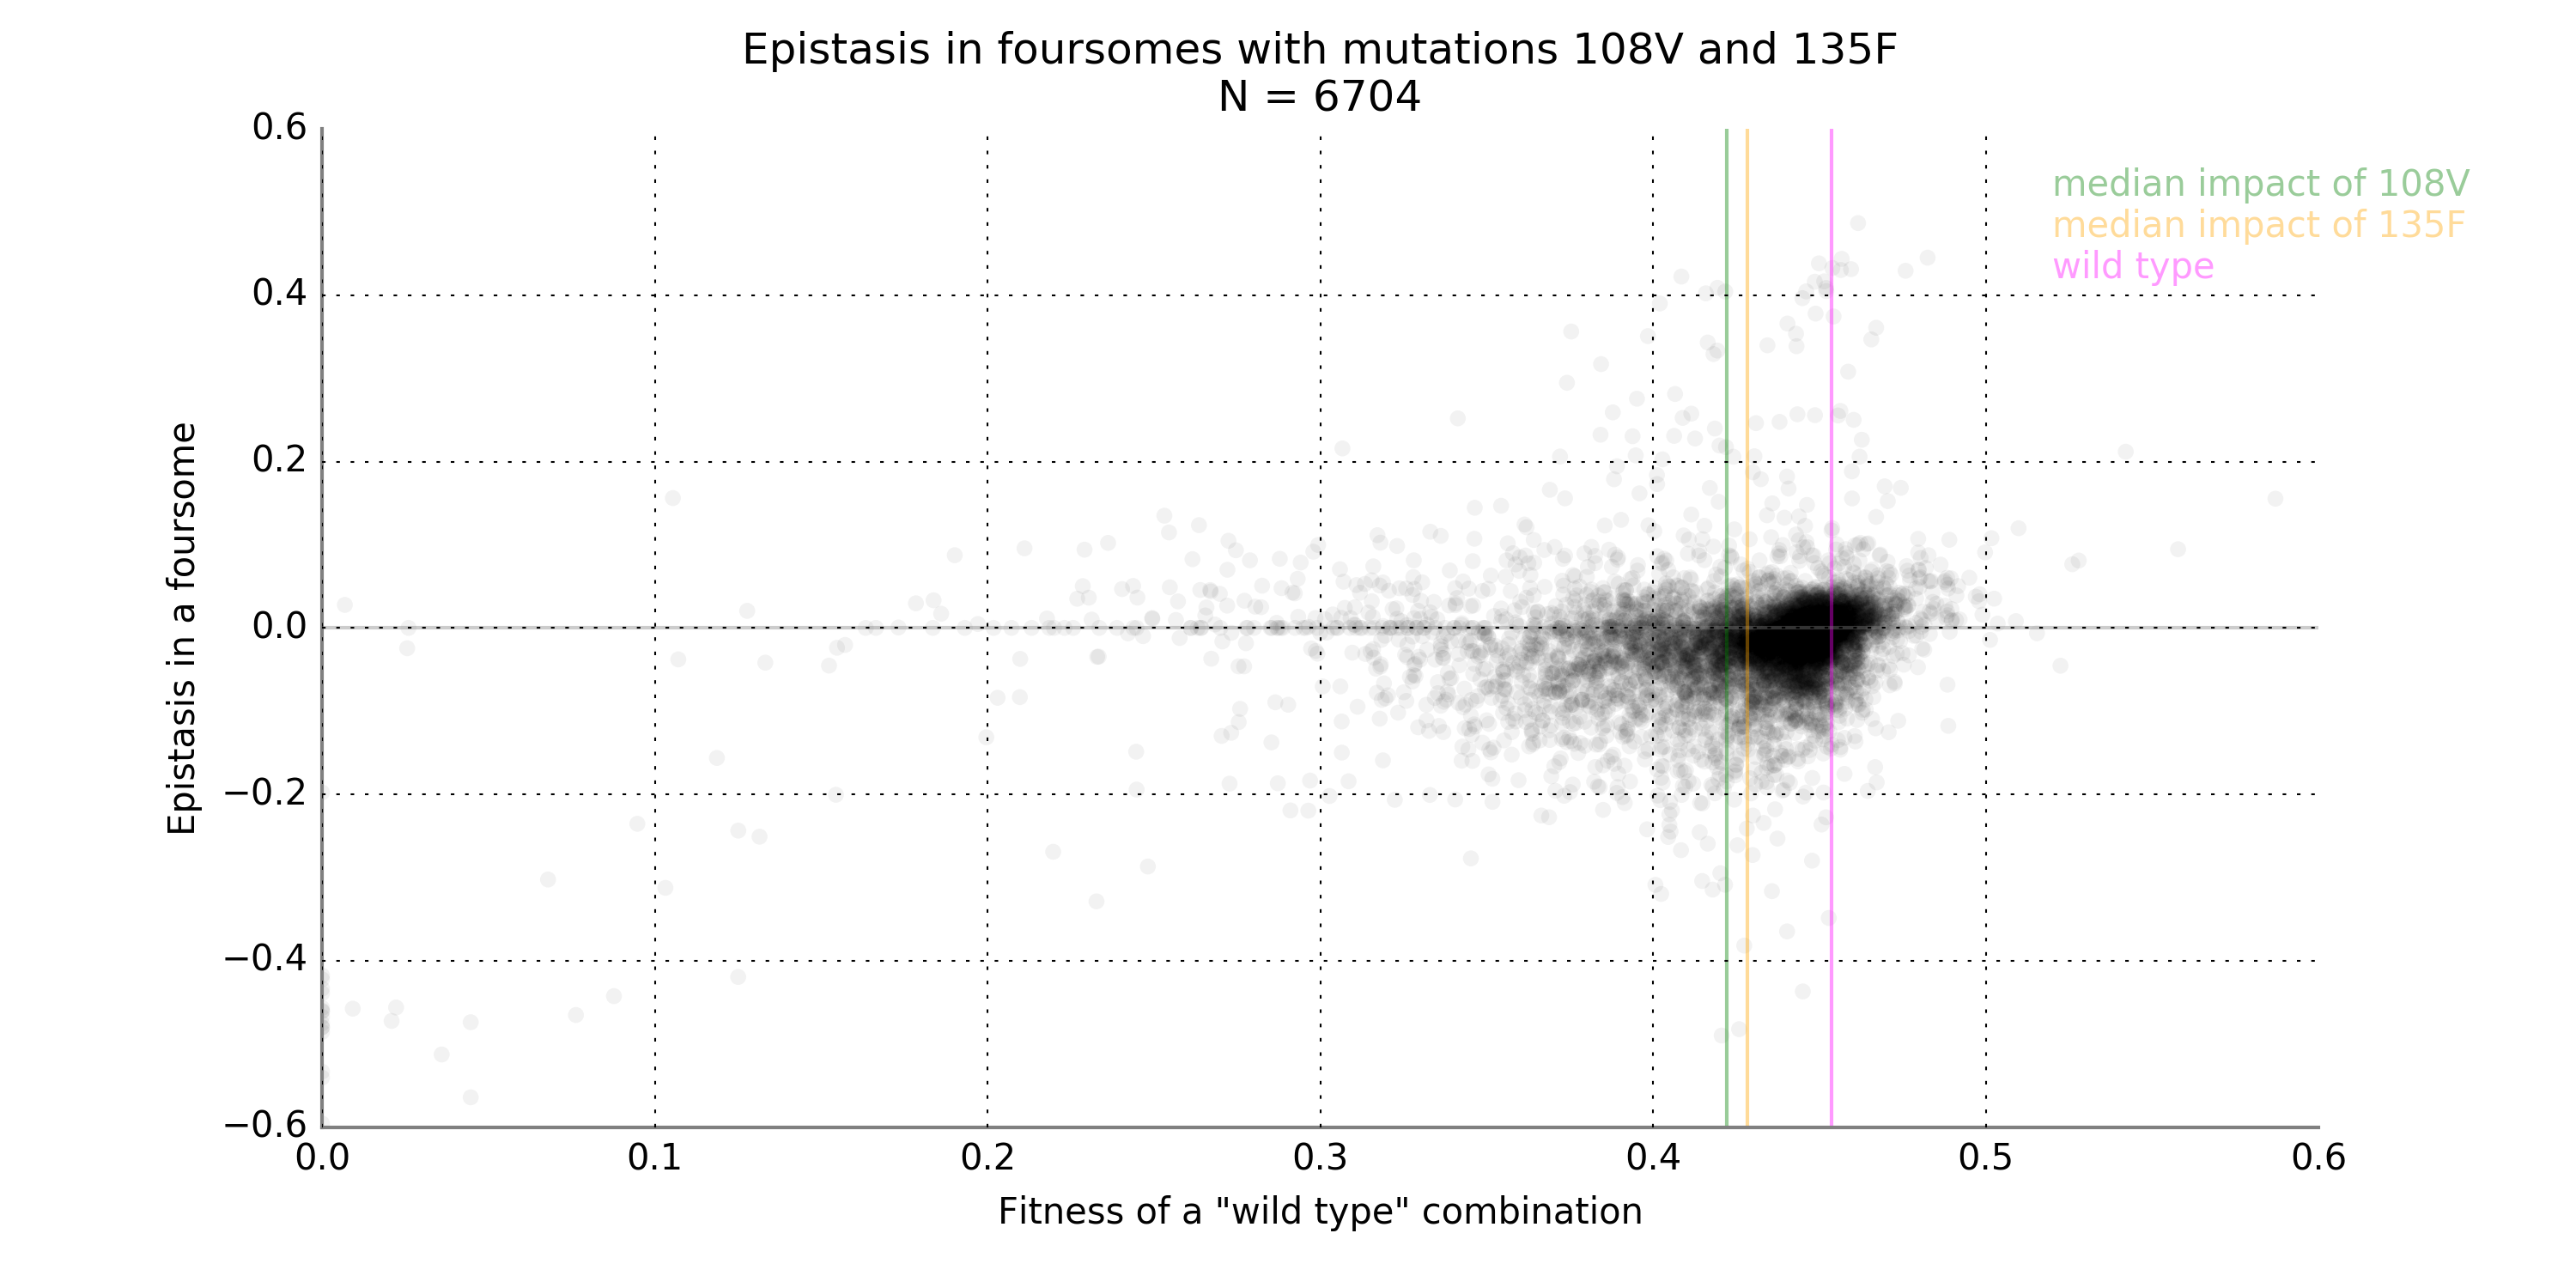 Epistasis in foursomes with mutations 108V and 135F
N = 6704
median impact of 108V
median impact of 135F
wild type
Epistasis in a foursome
0.6
0.4
0.2
0.0
−0.2
−0.4
−0.6
0.0 0.1 0.2 0.3 0.4 0.5 0.6
Fitness of a "wild type" combination